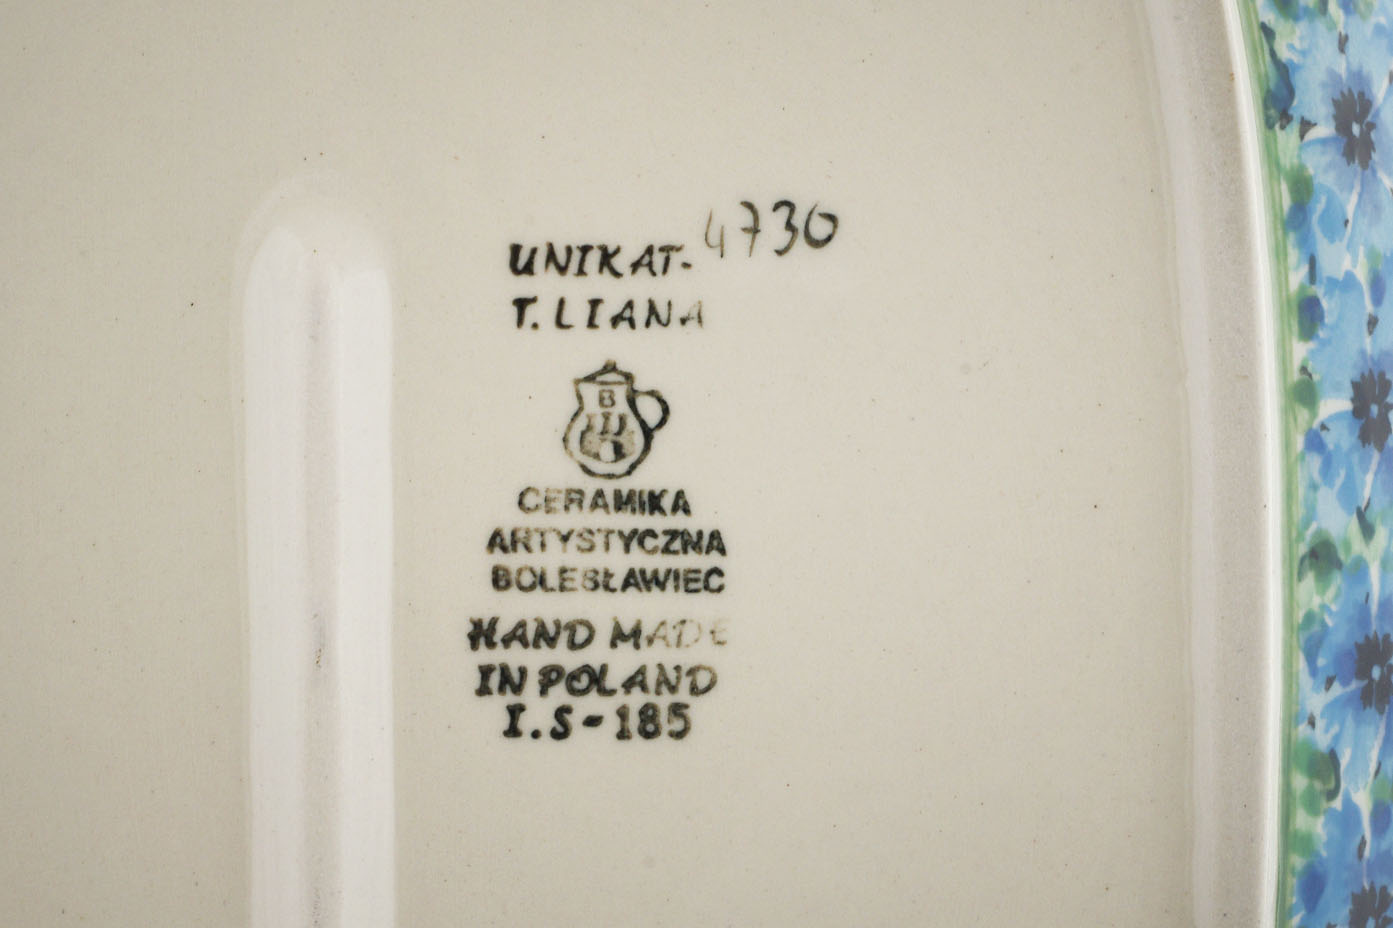 UNIKAT- 4730
T. LIANA
B
CERAMIKA
ARTYSTYCZNA
BOLESŁAWIEC
HAND MADE
IN POLAND
I.S-185